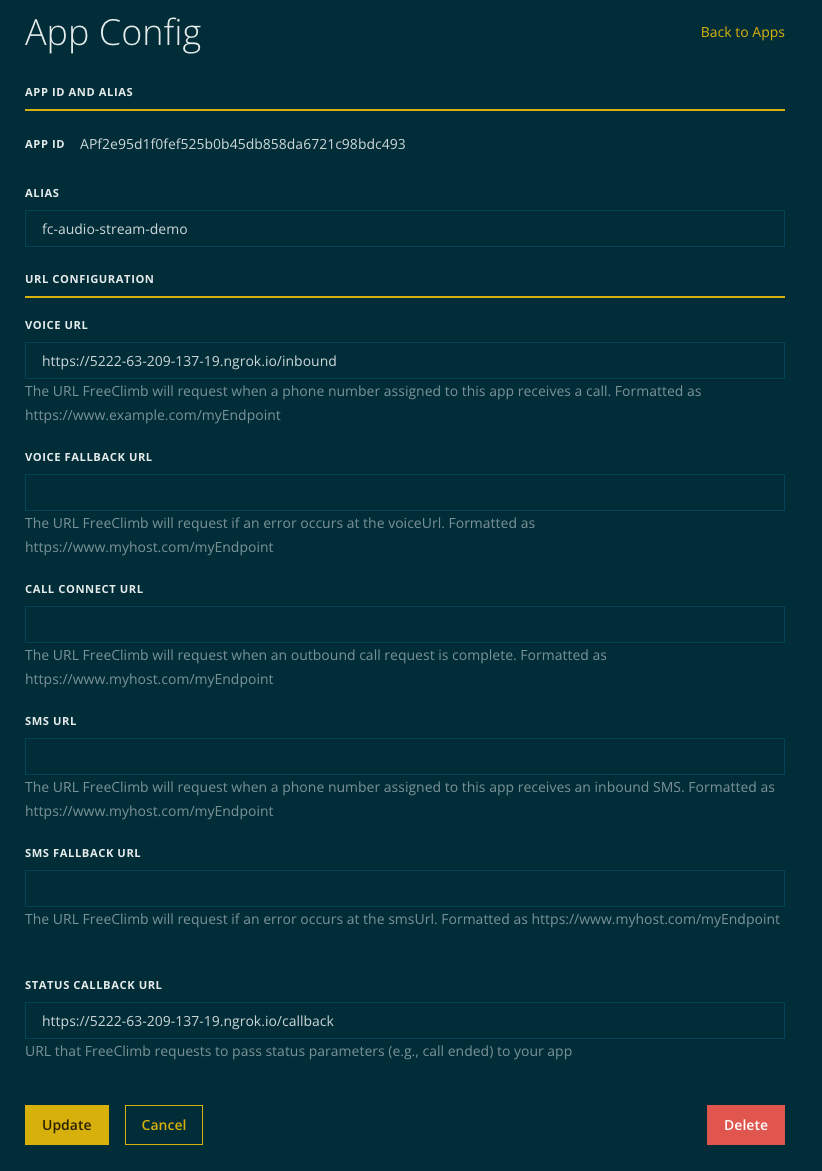 App Config
Back to Apps
APP ID AND ALIAS
APP ID APf2e95d1f0fef525b0b45db858da6721c98bdc493
ALIAS
fc-audio-stream-demo
URL CONFIGURATION
VOICE URL
https://5222-63-209-137-19.ngrok.io/inbound
The URL FreeClimb will request when a phone number assigned to this app receives a call. Formatted as
https://www.example.com/myEndpoint
VOICE FALLBACK URL
The URL FreeClimb will request if an error occurs at the voiceUrl. Formatted as
https://www.myhost.com/myEndpoint
CALL CONNECT URL
The URL FreeClimb will request when an outbound call request is complete. Formatted as
https://www.myhost.com/myEndpoint
SMS URL
The URL FreeClimb will request when a phone number assigned to this app receives an inbound SMS. Formatted as
https://www.myhost.com/myEndpoint
SMS FALLBACK URL
The URL FreeClimb will request if an error occurs at the smsUrl. Formatted as https://www.myhost.com/myEndpoint
STATUS CALLBACK URL
https://5222-63-209-137-19.ngrok.io/callback
URL that FreeClimb requests to pass status parameters (e.g., call ended) to your app
Update
Cancel
Delete